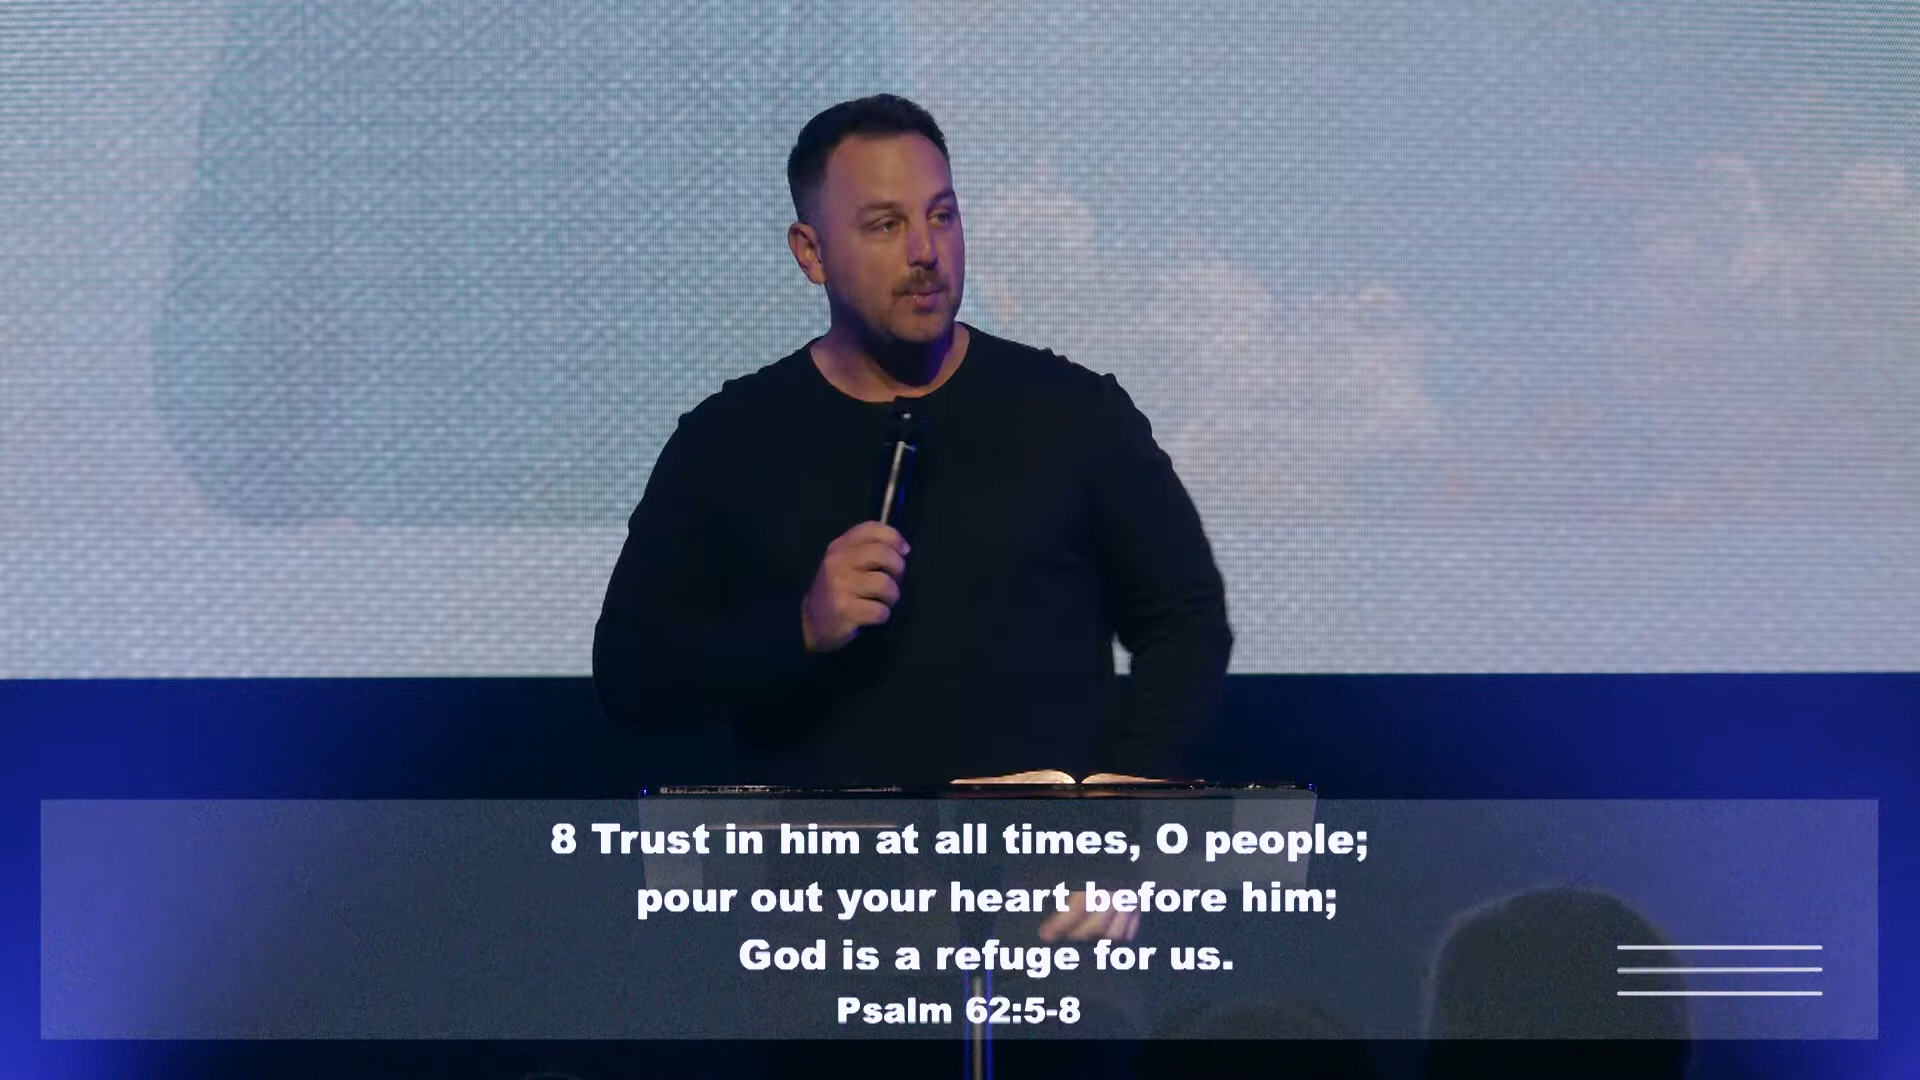 8 Trust in him at all times, O people;
pour out your heart before him;
God is a refuge for us.
Psalm 62:5-8